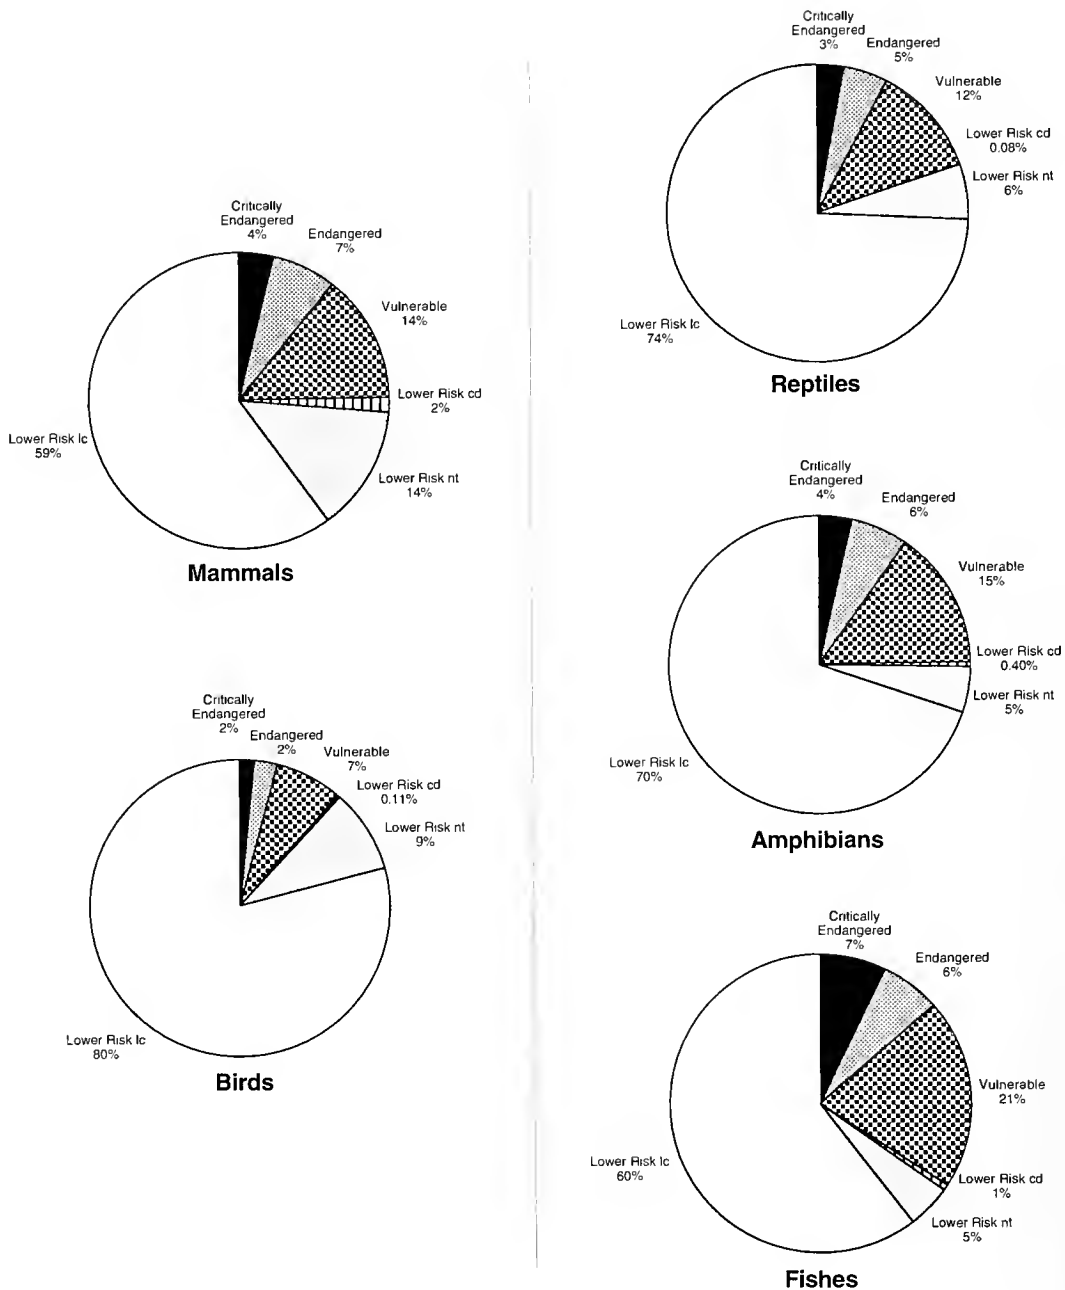 Critically
Endangered
4%
Endangered
7%
Vulnerable
14%
Lower Risk cd
2%
Lower Risk nt
14%
Lower Risk lc
59%
Mammals
Critically
Endangered
2%
Endangered
2%
Vulnerable
7%
Lower Risk cd
0.11%
Lower Risk nt
9%
Lower Risk lc
80%
Birds
Critically
Endangered
3%
Endangered
5%
Vulnerable
12%
Lower Risk cd
0.08%
Lower Risk nt
6%
Lower Risk lc
74%
Reptiles
Critically
Endangered
4%
Endangered
6%
Vulnerable
15%
Lower Risk cd
0.40%
Lower Risk nt
5%
Lower Risk lc
70%
Amphibians
Critically
Endangered
7%
Endangered
6%
Vulnerable
21%
Lower Risk cd
1%
Lower Risk nt
5%
Lower Risk lc
60%
Fishes